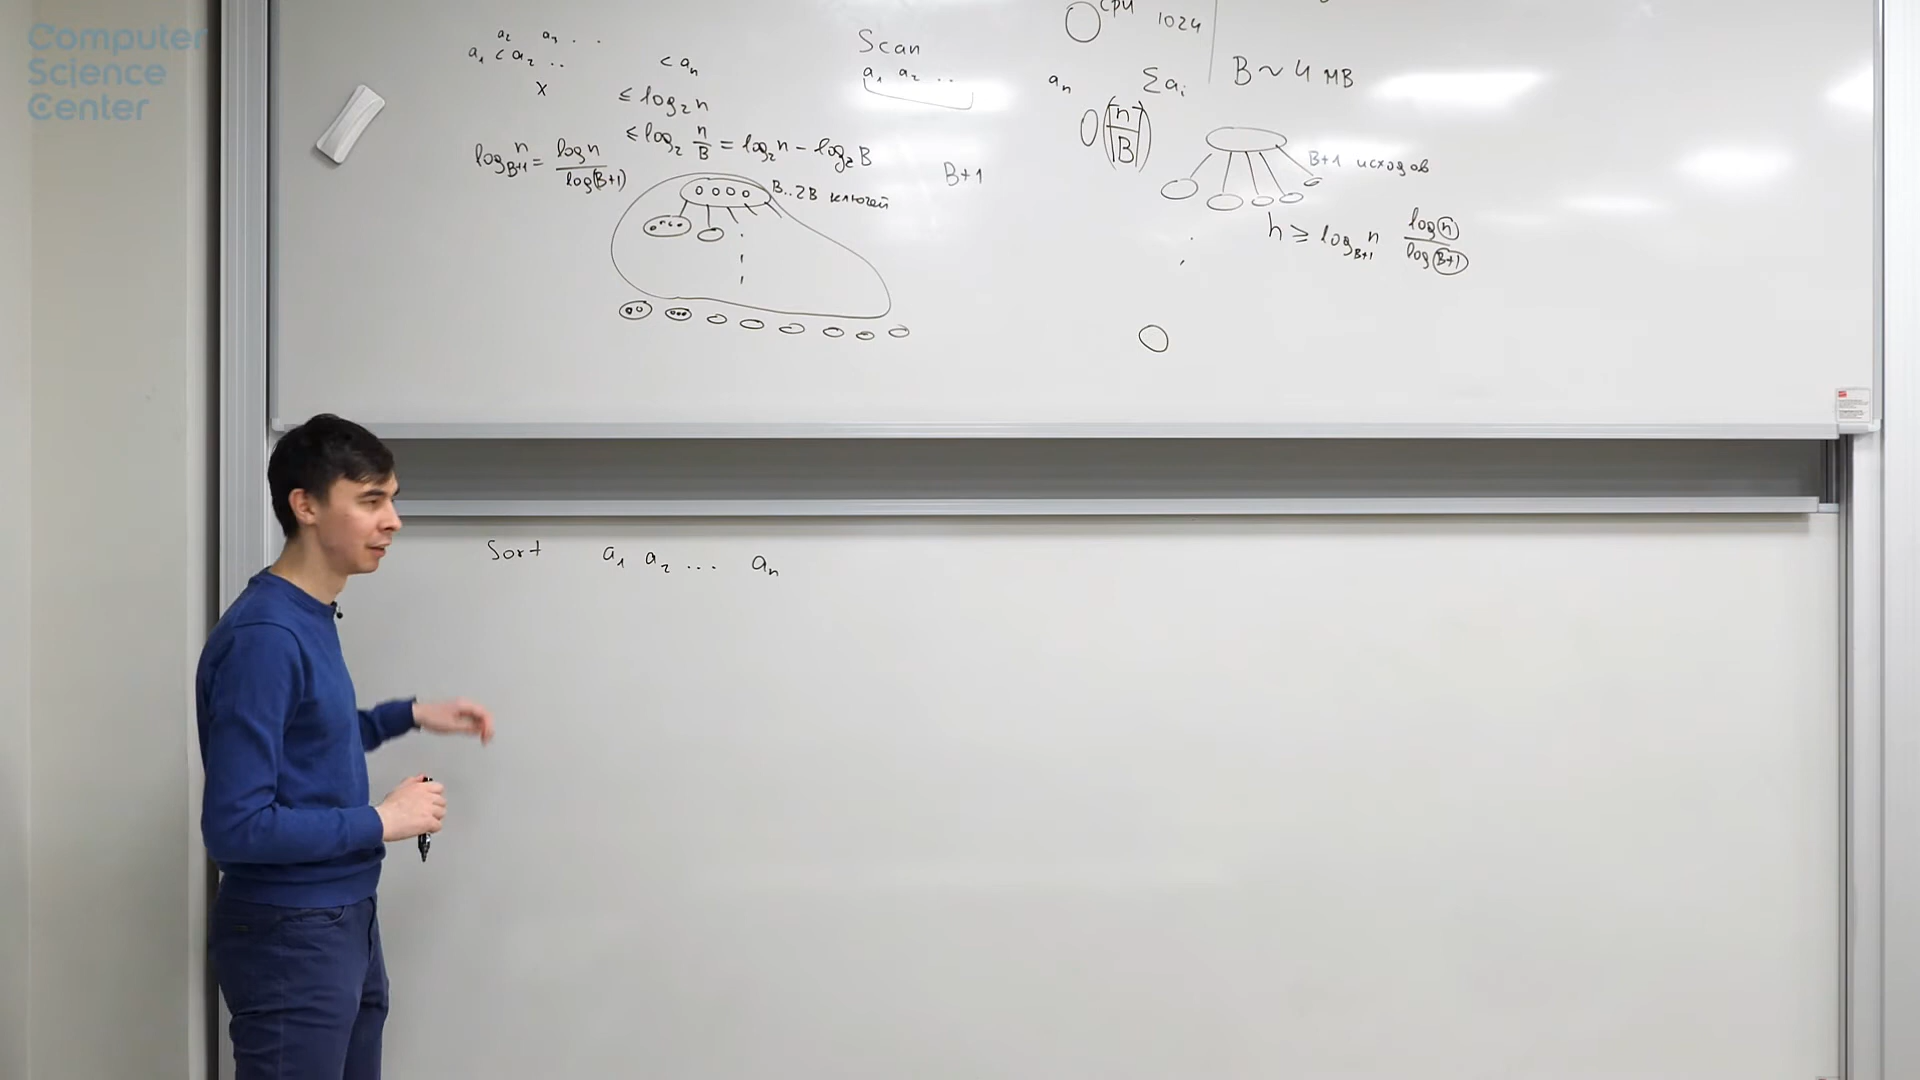 Computer
Science
Center
a₂ a₃ . .
a₁ < a₂ .. < aₙ
x
≤ log₂ n
≤ log₂ n/B = log₂ n − log₂ B
log_{B+1} n = log n / log(B+1)
B+1
B..2B ключей
Scan
a₁ a₂ .. aₙ
Σaᵢ
O(⌈n/B⌉)
CPU 1024
B ~ 4 MB
B+1 исходов
h ≥ log_{B+1} n log n / log B+1
Sort a₁ a₂ ... aₙ